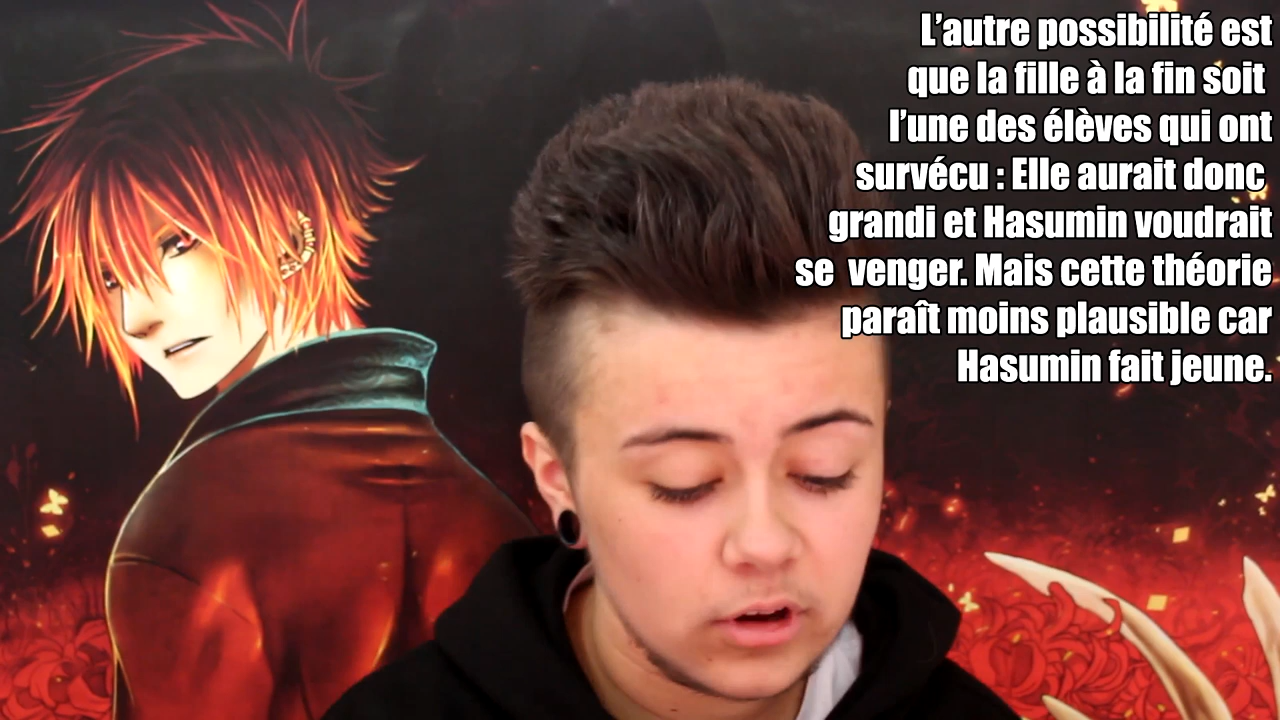 L’autre possibilité est
que la fille à la fin soit
l’une des élèves qui ont
survécu : Elle aurait donc
grandi et Hasumin voudrait
se venger. Mais cette théorie
paraît moins plausible car
Hasumin fait jeune.